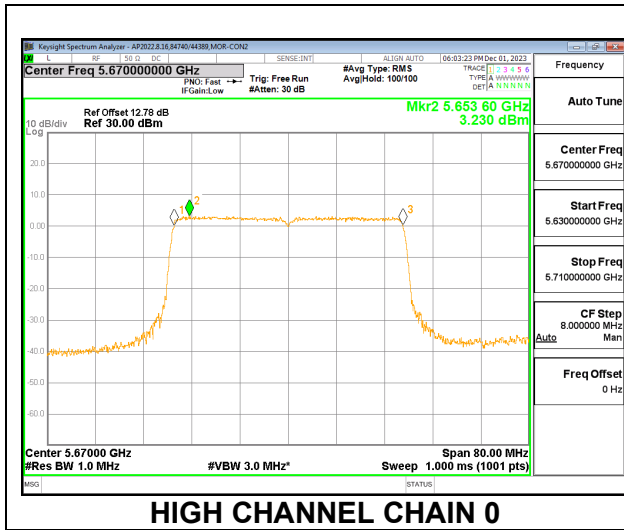 Keysight Spectrum Analyzer - AP2022.8.16,84740/44389,MOR-CON2
L RF 50 Ω DC SENSE:INT ALIGN AUTO 06:03:23 PM Dec 01, 2023
Center Freq 5.670000000 GHz #Avg Type: RMS TRACE 1 2 3 4 5 6
PNO: Fast Trig: Free Run Avg|Hold: 100/100 TYPE A WWWWW
IFGain:Low #Atten: 30 dB DET A N N N N N
Frequency
Auto Tune
Center Freq
5.670000000 GHz
Start Freq
5.630000000 GHz
Stop Freq
5.710000000 GHz
CF Step
8.000000 MHz
Auto Man
Freq Offset
0 Hz
Mkr2 5.653 60 GHz
3.230 dBm
Ref Offset 12.78 dB
10 dB/div Ref 30.00 dBm
Log
20.0
10.0
0.00
-10.0
-20.0
-30.0
-40.0
-50.0
-60.0
1 2 3
Center 5.67000 GHz Span 80.00 MHz
#Res BW 1.0 MHz #VBW 3.0 MHz* Sweep 1.000 ms (1001 pts)
MSG STATUS
HIGH CHANNEL CHAIN 0